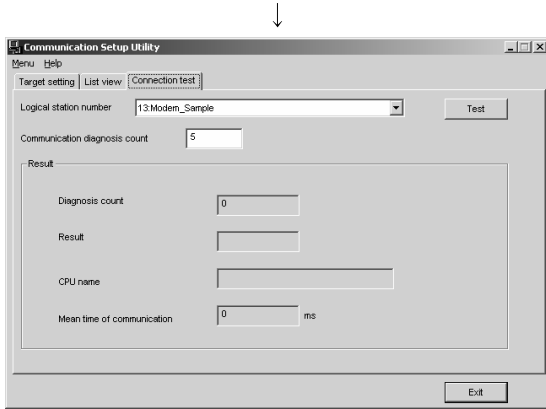 Communication Setup Utility
Menu Help
Target setting List view Connection test
Logical station number 13:Modem_Sample Test
Communication diagnosis count 5
Result
Diagnosis count 0
Result
CPU name
Mean time of communication 0 ms
Exit